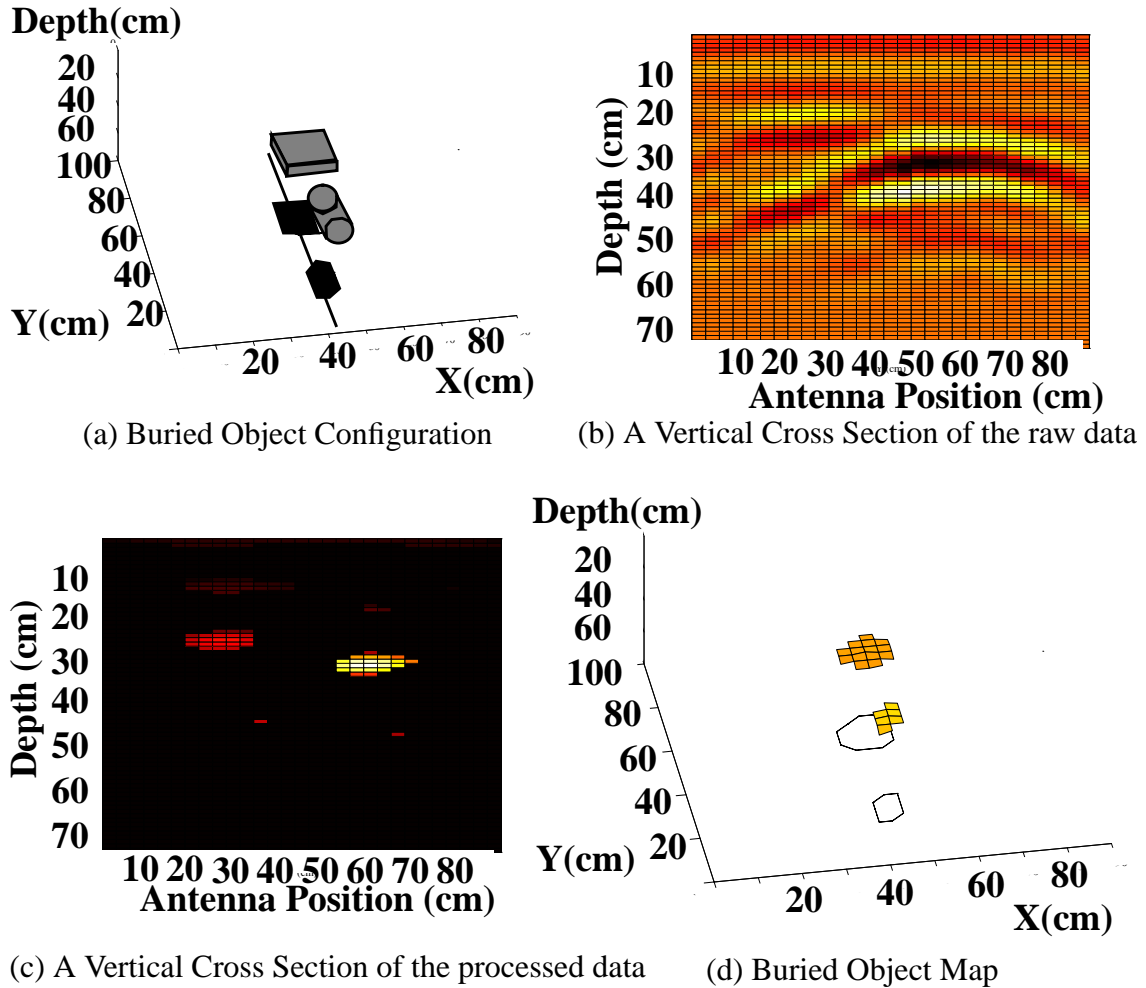 Depth(cm)
20
40
60
100
80
60
40
20
Y(cm)
20
40
60
80
X(cm)
(a) Buried Object Configuration
10
20
30
40
50
60
70
Depth (cm)
10 20 30 40 50 60 70 80
Antenna Position (cm)
(b) A Vertical Cross Section of the raw data
10
20
30
40
50
60
70
Depth (cm)
10 20 30 40 50 60 70 80
Antenna Position (cm)
(c) A Vertical Cross Section of the processed data
Depth(cm)
20
40
60
100
80
60
40
20
Y(cm)
20
40
60
80
X(cm)
(d) Buried Object Map